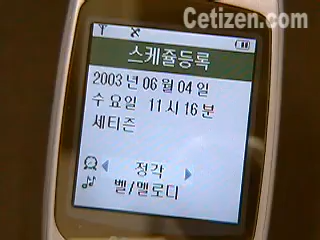 Cetizen.com
스케쥴등록
2003 년 06 월 04 일
수 요일 11 시 16 분
세티즌
정각
벨/멜로디